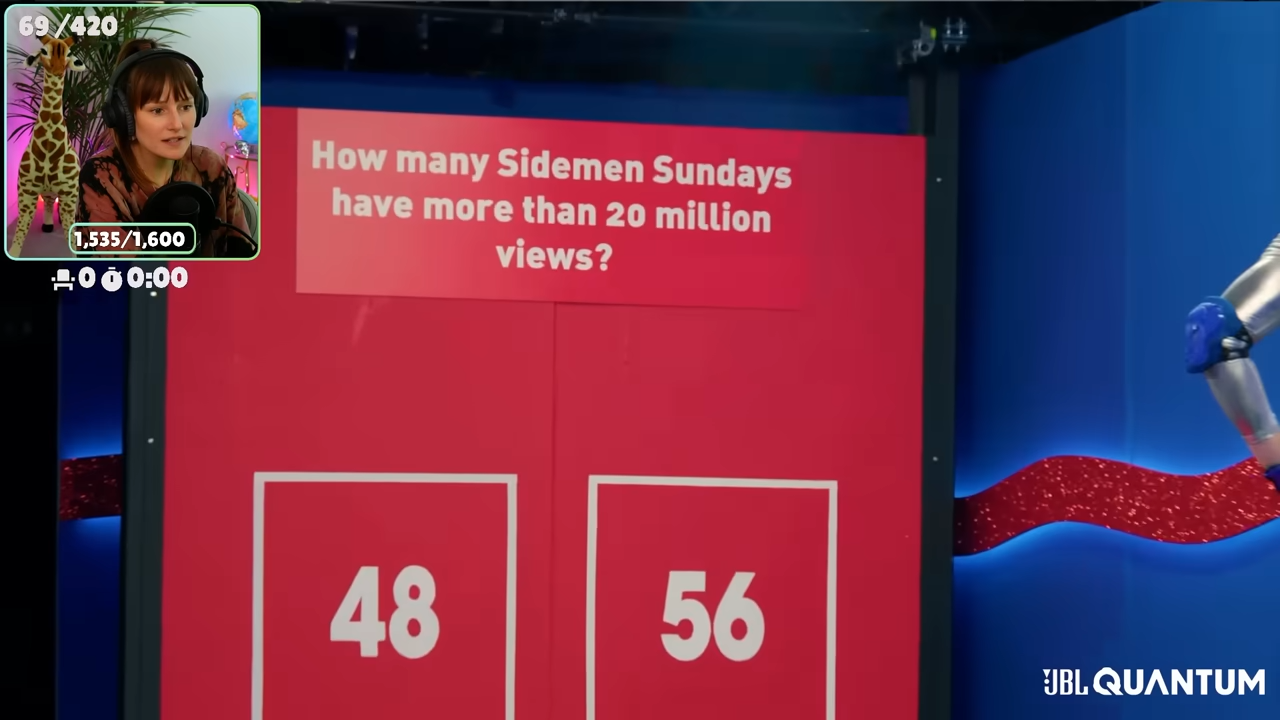 69/420
1,535/1,600
0 0:00
How many Sidemen Sundays
have more than 20 million
views?
48
56
JBL QUANTUM